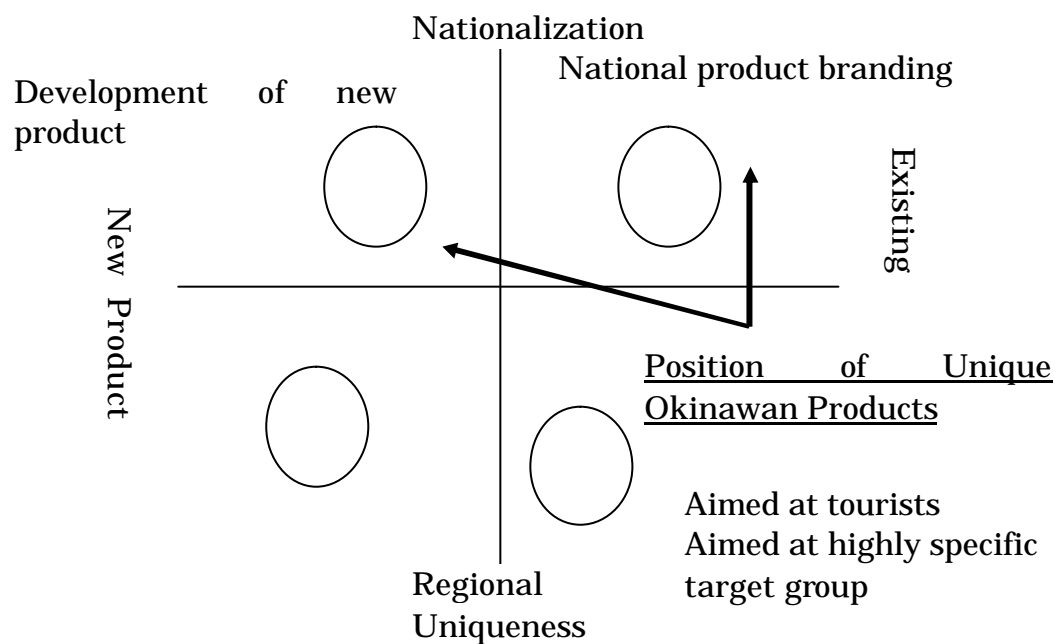 Nationalization
National product branding
Development of new
product
Existing
New Product
Position of Unique
Okinawan Products
Aimed at tourists
Aimed at highly specific
target group
Regional
Uniqueness